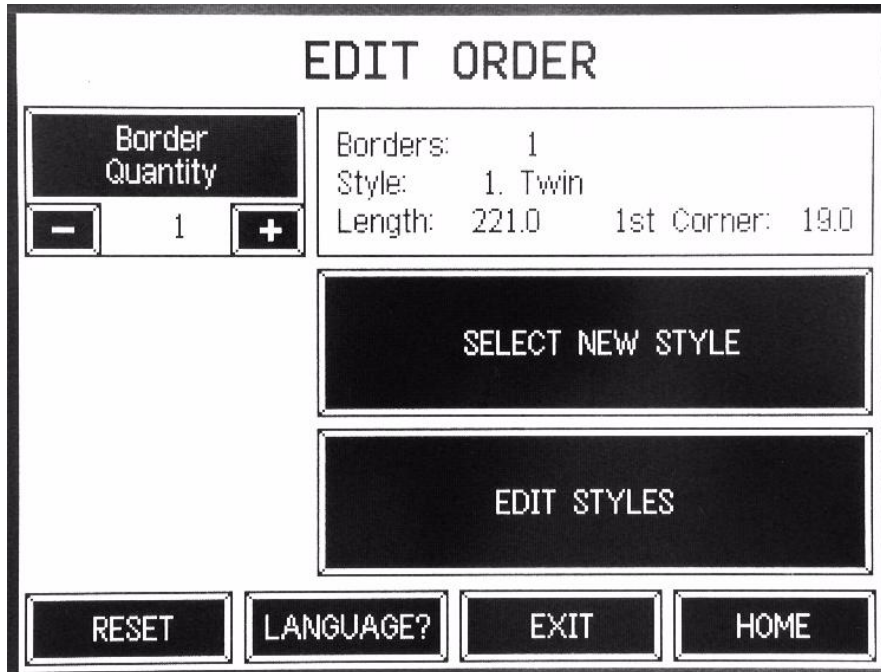 EDIT ORDER
Border
Quantity
- 1 +
Borders: 1
Style: 1. Twin
Length: 221.0 1st Corner: 19.0
SELECT NEW STYLE
EDIT STYLES
RESET LANGUAGE? EXIT HOME